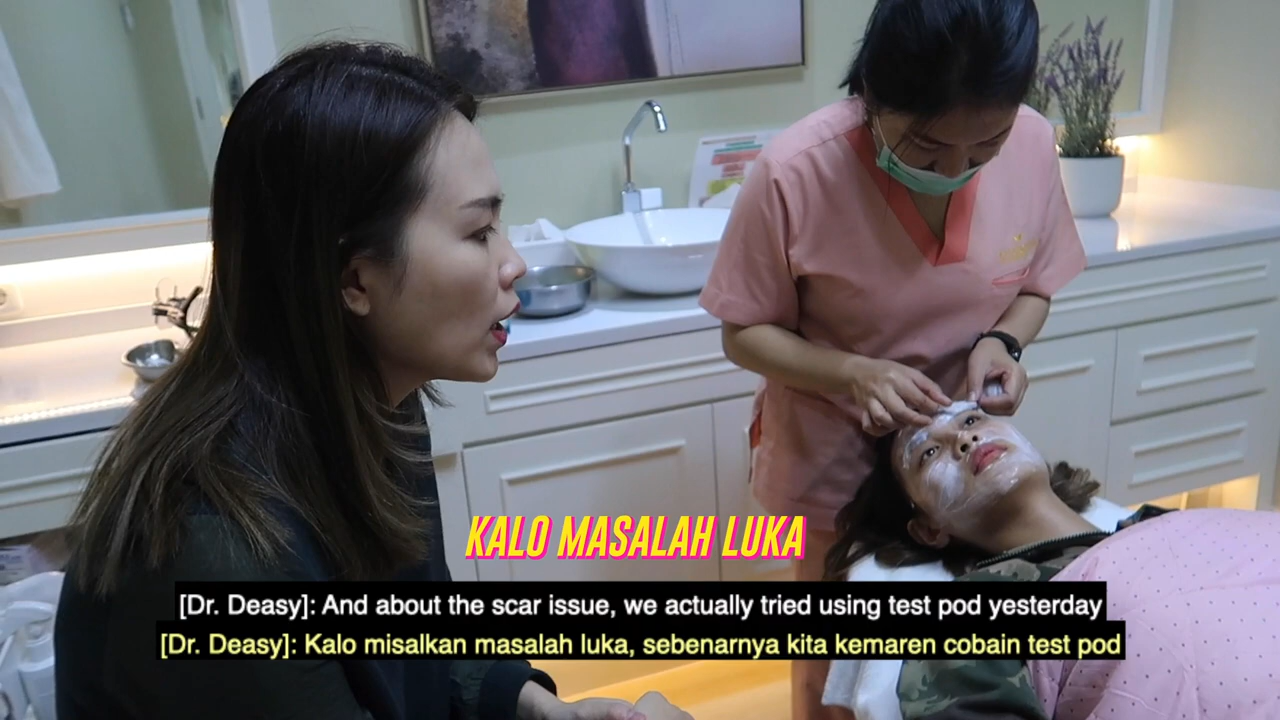 KALO MASALAH LUKA
[Dr. Deasy]: And about the scar issue, we actually tried using test pod yesterday
[Dr. Deasy]: Kalo misalkan masalah luka, sebenarnya kita kemaren cobain test pod